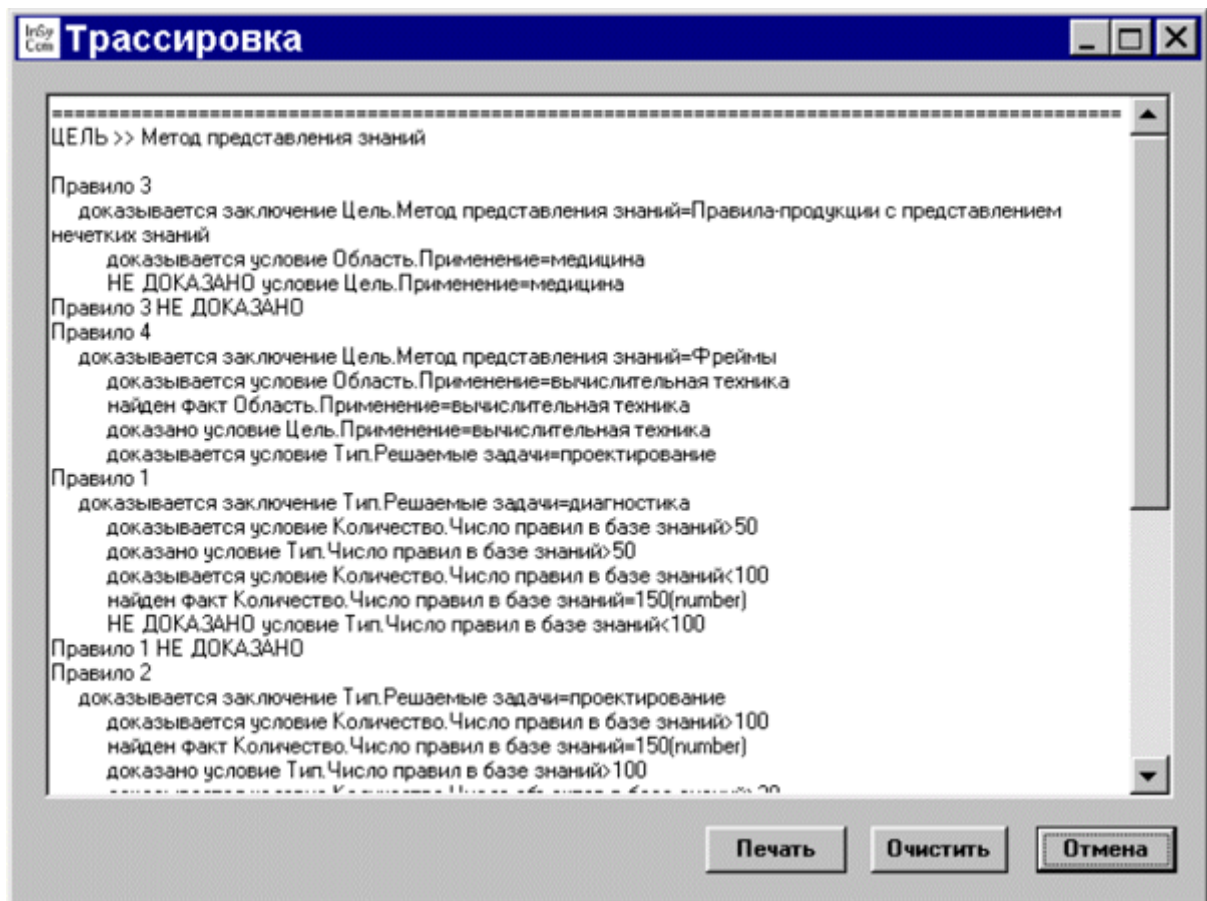 InSy
Com
Трассировка
================================================================================
ЦЕЛЬ >> Метод представления знаний
Правило 3
доказывается заключение Цель.Метод представления знаний=Правила-продукции с представлением
нечетких знаний
доказывается условие Область.Применение=медицина
НЕ ДОКАЗАНО условие Цель.Применение=медицина
Правило 3 НЕ ДОКАЗАНО
Правило 4
доказывается заключение Цель.Метод представления знаний=Фреймы
доказывается условие Область.Применение=вычислительная техника
найден факт Область.Применение=вычислительная техника
доказано условие Цель.Применение=вычислительная техника
доказывается условие Тип.Решаемые задачи=проектирование
Правило 1
доказывается заключение Тип.Решаемые задачи=диагностика
доказывается условие Количество.Число правил в базе знаний>50
доказано условие Тип.Число правил в базе знаний>50
доказывается условие Количество.Число правил в базе знаний<100
найден факт Количество.Число правил в базе знаний=150(number)
НЕ ДОКАЗАНО условие Тип.Число правил в базе знаний<100
Правило 1 НЕ ДОКАЗАНО
Правило 2
доказывается заключение Тип.Решаемые задачи=проектирование
доказывается условие Количество.Число правил в базе знаний>100
найден факт Количество.Число правил в базе знаний=150(number)
доказано условие Тип.Число правил в базе знаний>100
Печать
Очистить
Отмена